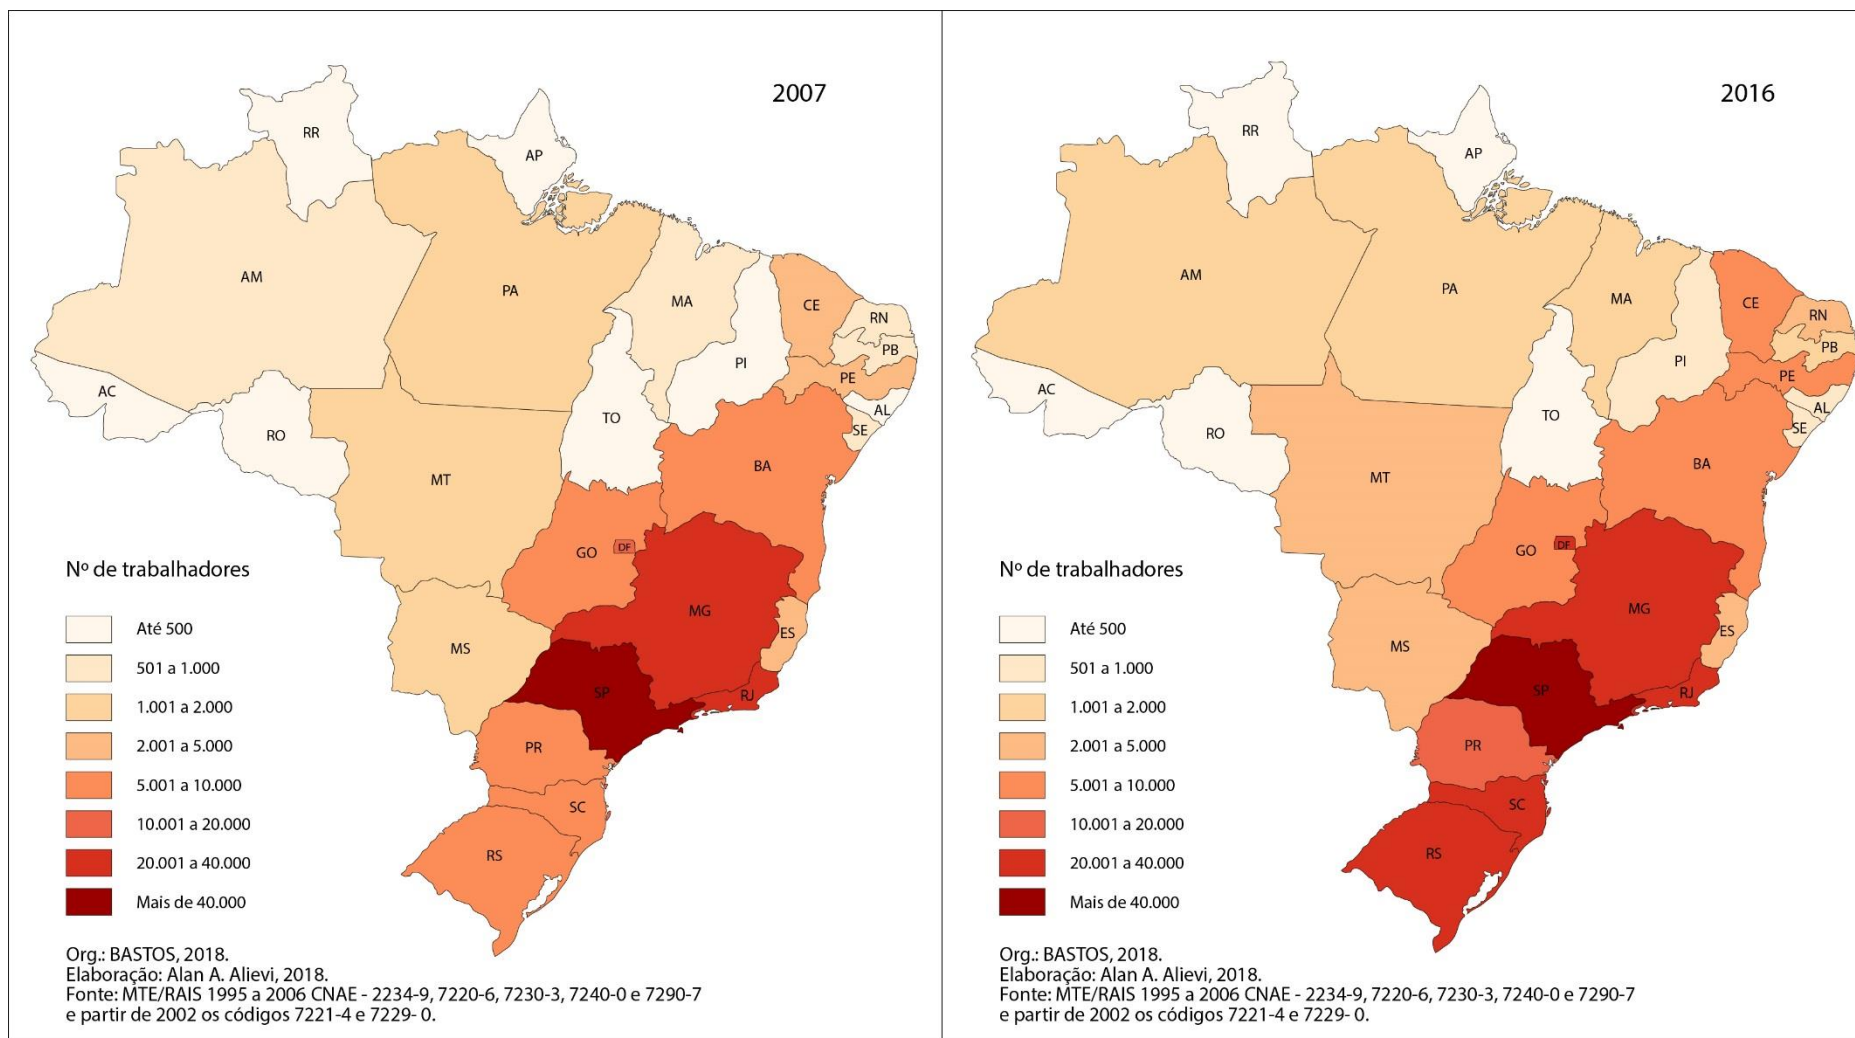 2007
RR
AP
AM
PA
MA
CE
RN
PB
PI
PE
AC
AL
TO
SE
RO
BA
MT
GO
DF
MG
ES
MS
SP
RJ
PR
SC
RS
Nº de trabalhadores
Até 500
501 a 1.000
1.001 a 2.000
2.001 a 5.000
5.001 a 10.000
10.001 a 20.000
20.001 a 40.000
Mais de 40.000
Org.: BASTOS, 2018.
Elaboração: Alan A. Alievi, 2018.
Fonte: MTE/RAIS 1995 a 2006 CNAE - 2234-9, 7220-6, 7230-3, 7240-0 e 7290-7
e partir de 2002 os códigos 7221-4 e 7229- 0.
2016
RR
AP
AM
PA
MA
CE
RN
PB
PI
PE
AC
AL
TO
SE
RO
BA
MT
GO
DF
MG
ES
MS
SP
RJ
PR
SC
RS
Nº de trabalhadores
Até 500
501 a 1.000
1.001 a 2.000
2.001 a 5.000
5.001 a 10.000
10.001 a 20.000
20.001 a 40.000
Mais de 40.000
Org.: BASTOS, 2018.
Elaboração: Alan A. Alievi, 2018.
Fonte: MTE/RAIS 1995 a 2006 CNAE - 2234-9, 7220-6, 7230-3, 7240-0 e 7290-7
e partir de 2002 os códigos 7221-4 e 7229- 0.